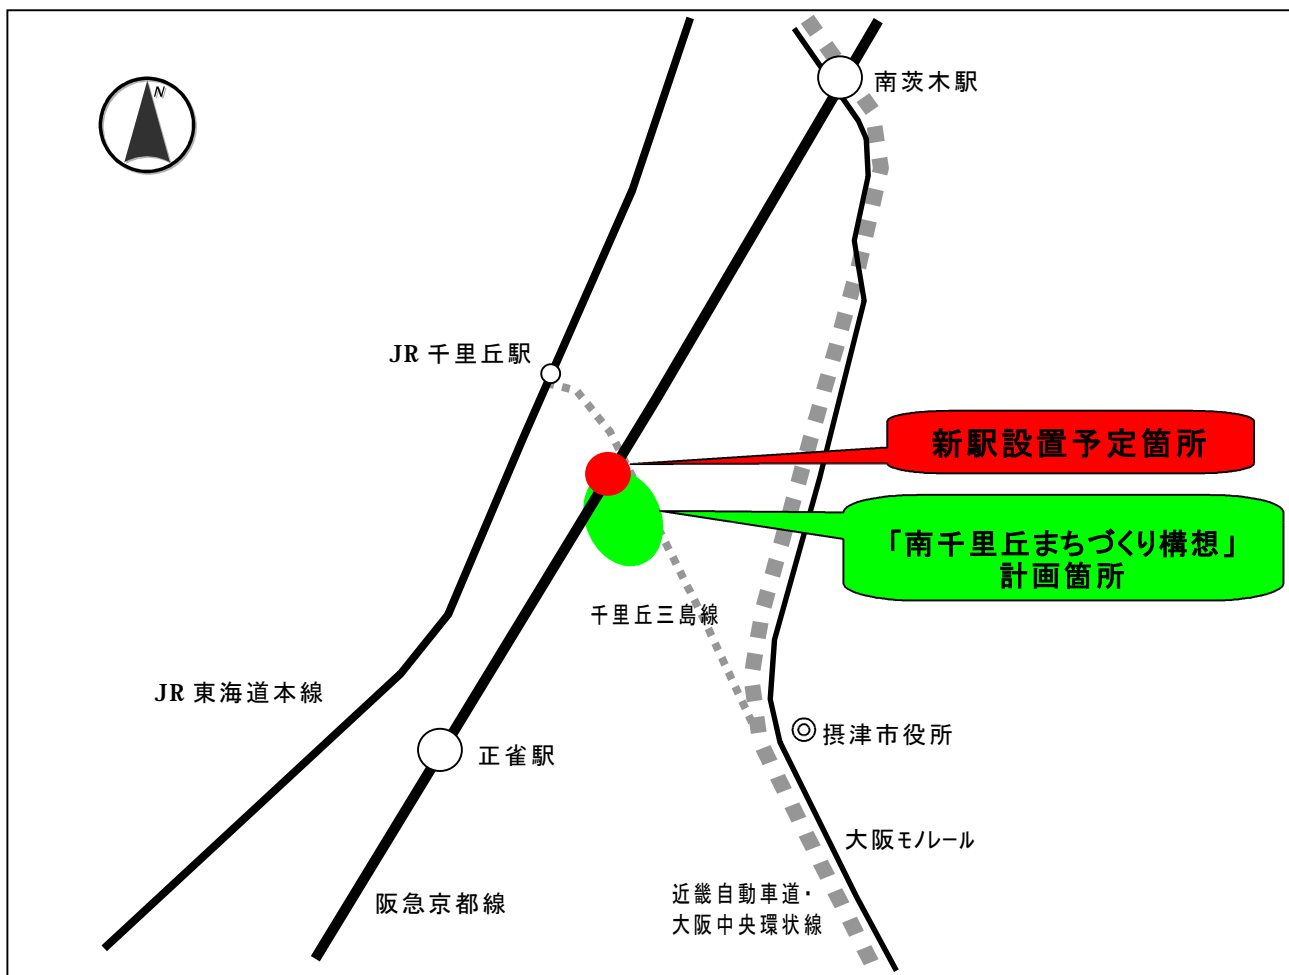 N
南茨木駅
JR 千里丘駅
新駅設置予定箇所
「南千里丘まちづくり構想」
計画箇所
千里丘三島線
JR 東海道本線
摂津市役所
正雀駅
大阪モノレール
阪急京都線
近畿自動車道・
大阪中央環状線